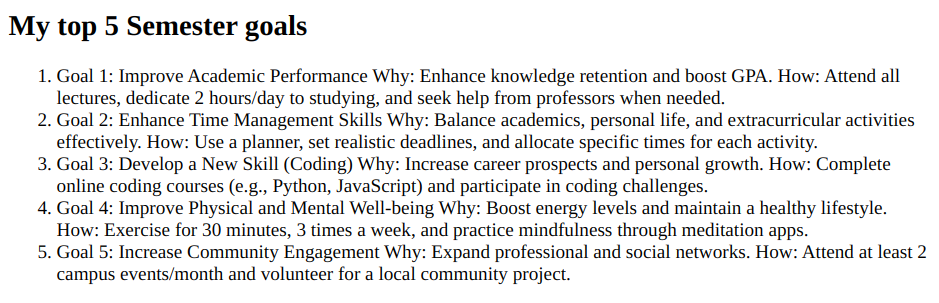 My top 5 Semester goals
1. Goal 1: Improve Academic Performance Why: Enhance knowledge retention and boost GPA. How: Attend all
lectures, dedicate 2 hours/day to studying, and seek help from professors when needed.
2. Goal 2: Enhance Time Management Skills Why: Balance academics, personal life, and extracurricular activities
effectively. How: Use a planner, set realistic deadlines, and allocate specific times for each activity.
3. Goal 3: Develop a New Skill (Coding) Why: Increase career prospects and personal growth. How: Complete
online coding courses (e.g., Python, JavaScript) and participate in coding challenges.
4. Goal 4: Improve Physical and Mental Well-being Why: Boost energy levels and maintain a healthy lifestyle.
How: Exercise for 30 minutes, 3 times a week, and practice mindfulness through meditation apps.
5. Goal 5: Increase Community Engagement Why: Expand professional and social networks. How: Attend at least 2
campus events/month and volunteer for a local community project.